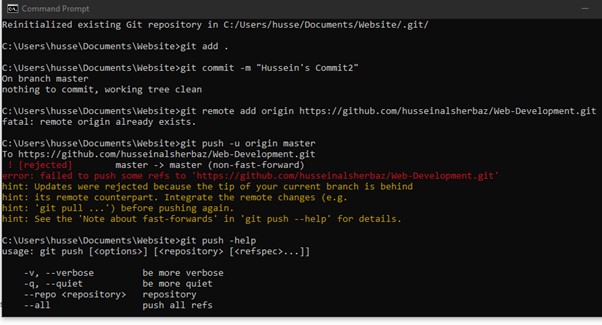 Command Prompt
Reinitialized existing Git repository in C:/Users/husse/Documents/Website/.git/
C:\Users\husse\Documents\Website>git add .
C:\Users\husse\Documents\Website>git commit -m "Hussein's Commit2"
On branch master
nothing to commit, working tree clean
C:\Users\husse\Documents\Website>git remote add origin https://github.com/husseinalsherbaz/Web-Development.git
fatal: remote origin already exists.
C:\Users\husse\Documents\Website>git push -u origin master
To https://github.com/husseinalsherbaz/Web-Development.git
! [rejected] master -> master (non-fast-forward)
error: failed to push some refs to 'https://github.com/husseinalsherbaz/Web-Development.git'
hint: Updates were rejected because the tip of your current branch is behind
hint: its remote counterpart. Integrate the remote changes (e.g.
hint: 'git pull ...') before pushing again.
hint: See the 'Note about fast-forwards' in 'git push --help' for details.
C:\Users\husse\Documents\Website>git push -help
usage: git push [<options>] [<repository> [<refspec>...]]
-v, --verbose be more verbose
-q, --quiet be more quiet
--repo <repository> repository
--all push all refs